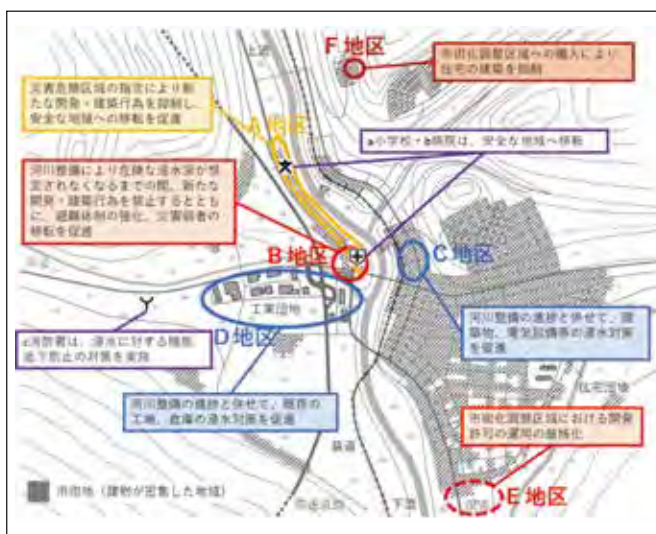 上流
F地区
市街化調整区域への編入により
住宅の建築を抑制
災害危険区域の指定により新
たな開発・建築行為を抑制し、
安全な地域への移転を促進
A地区
a小学校・b病院は、安全な地域へ移転
河川整備により危険な浸水深が想
定されなくなるまでの間、新たな
開発・建築行為を禁止するとと
もに、避難体制の強化、災害弱者の
移転を促進
B地区
C地区
工業団地
D地区
河川整備の進捗と併せて、建
築物、電気設備等の浸水対策
を促進
c消防署は、浸水に対する機能
低下防止の対策を実施
住宅団地
河川整備の進捗と併せて、既存の
工場、倉庫の浸水対策を促進
市街化調整区域における開発
許可の運用の厳格化
鉄道
市街地（建物が密集した地域）
下流
E地区